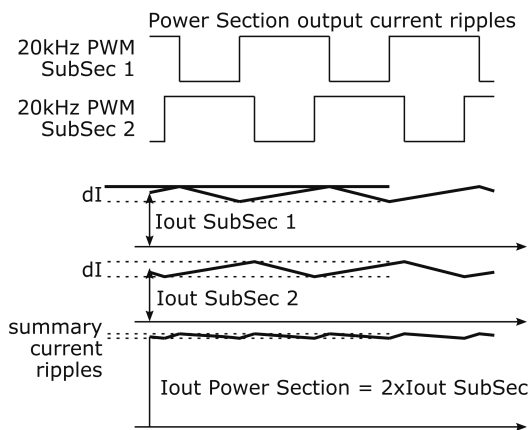 Power Section output current ripples
20kHz PWM
SubSec 1
20kHz PWM
SubSec 2
dI
Iout SubSec 1
dI
Iout SubSec 2
summary
current
ripples
Iout Power Section = 2xIout SubSec